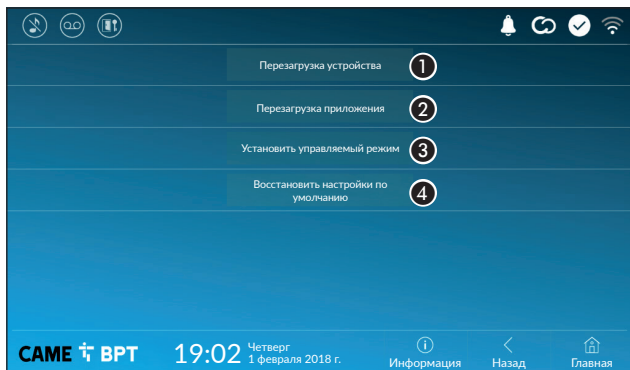 Перезагрузка устройства 1
Перезагрузка приложения 2
Установить управляемый режим 3
Восстановить настройки по
умолчанию 4
CAME BPT
19:02
Четверг
1 февраля 2018 г.
Информация
Назад
Главная